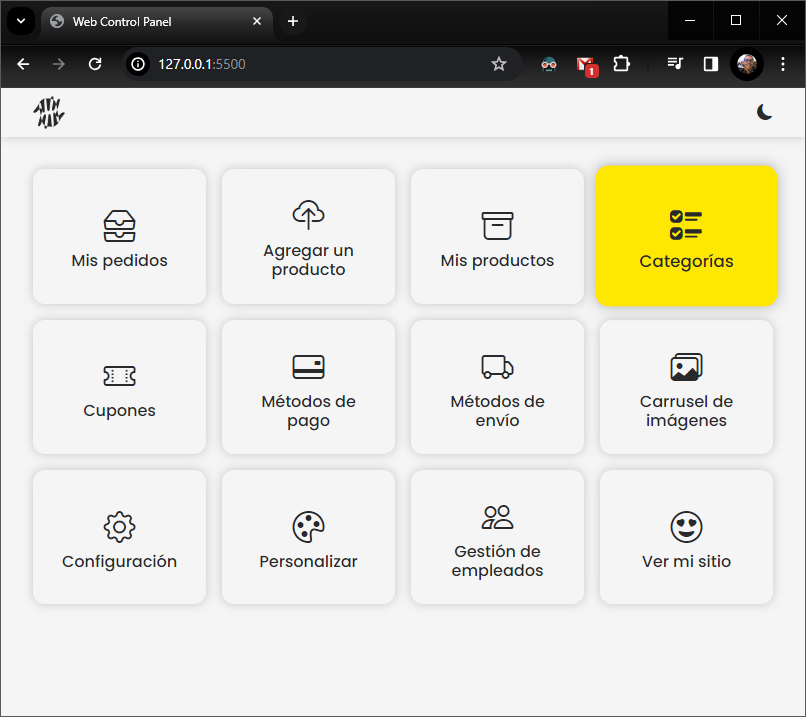 Web Control Panel
127.0.0.1:5500
1
Mis pedidos
Agregar un
producto
Mis productos
Categorías
Cupones
Métodos de
pago
Métodos de
envío
Carrusel de
imágenes
Configuración
Personalizar
Gestión de
empleados
Ver mi sitio